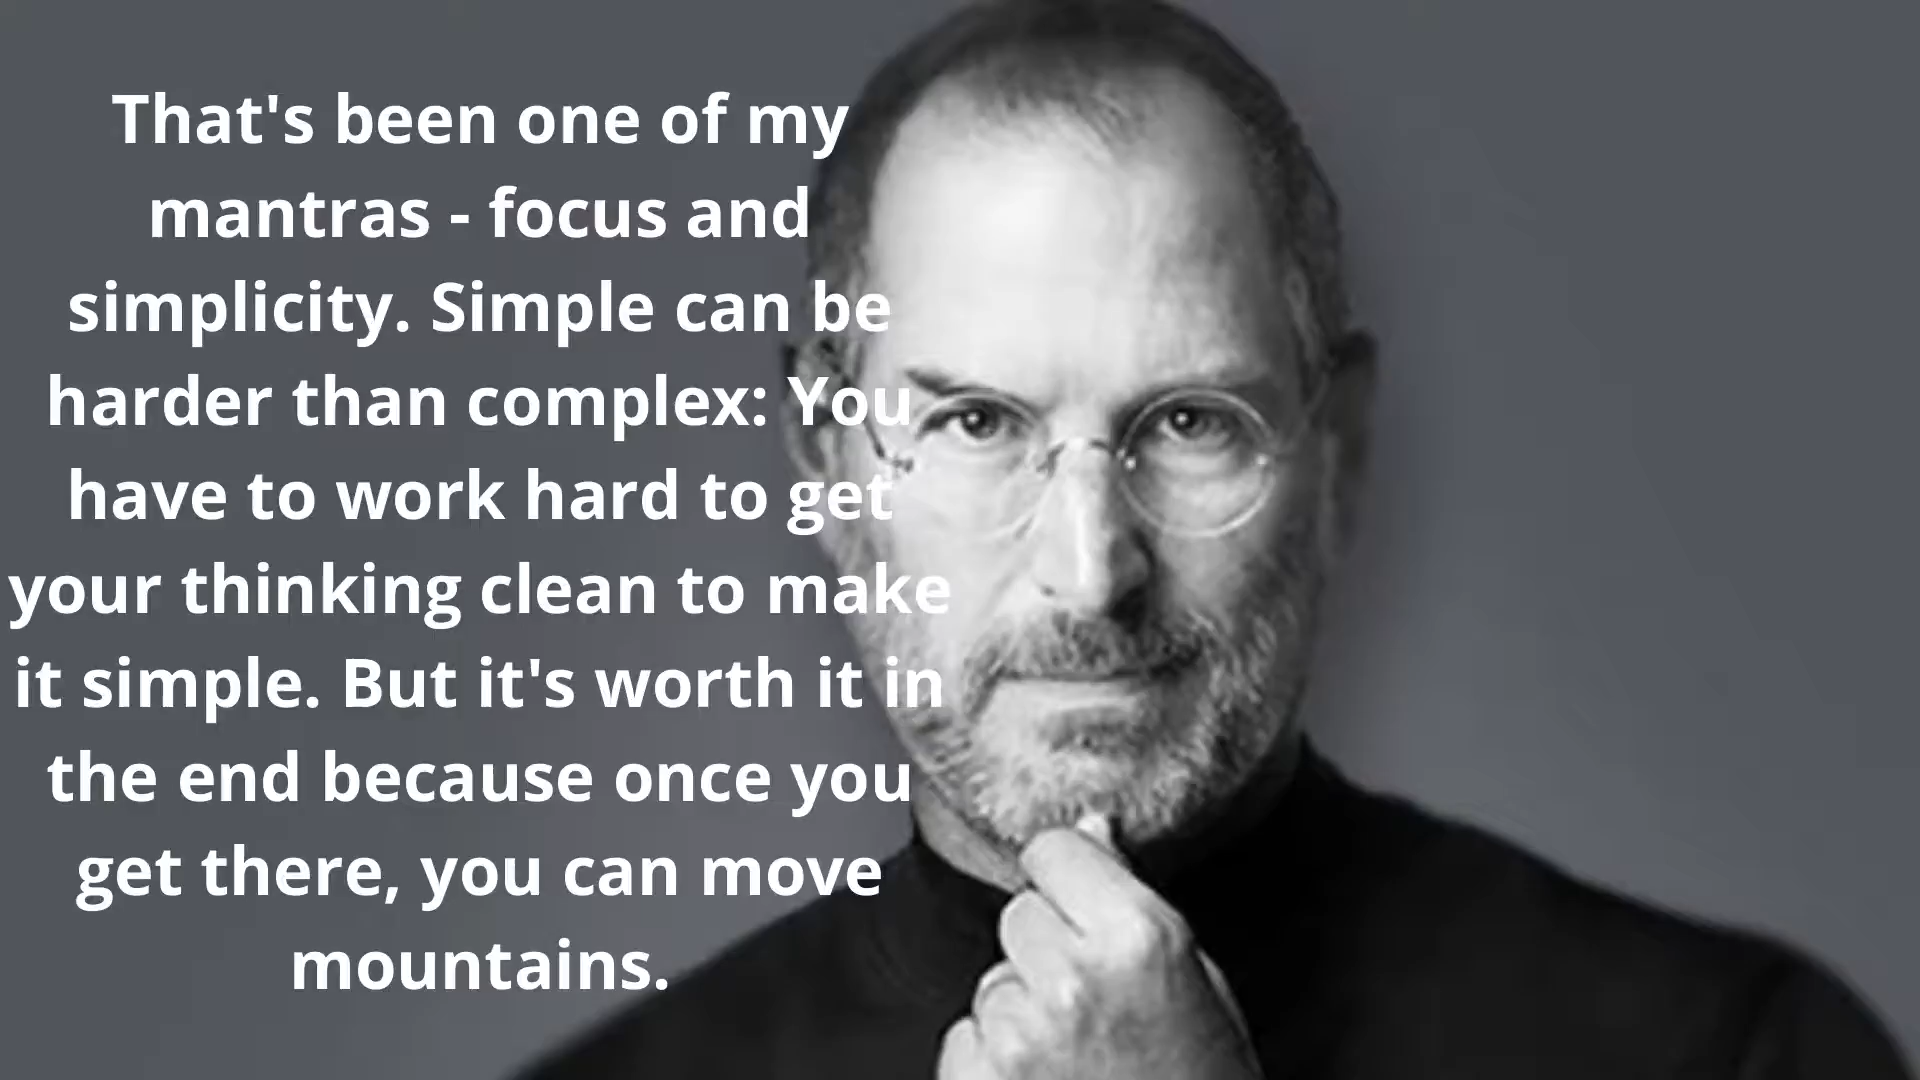 That's been one of my
mantras - focus and
simplicity. Simple can be
harder than complex: You
have to work hard to get
your thinking clean to make
it simple. But it's worth it in
the end because once you
get there, you can move
mountains.